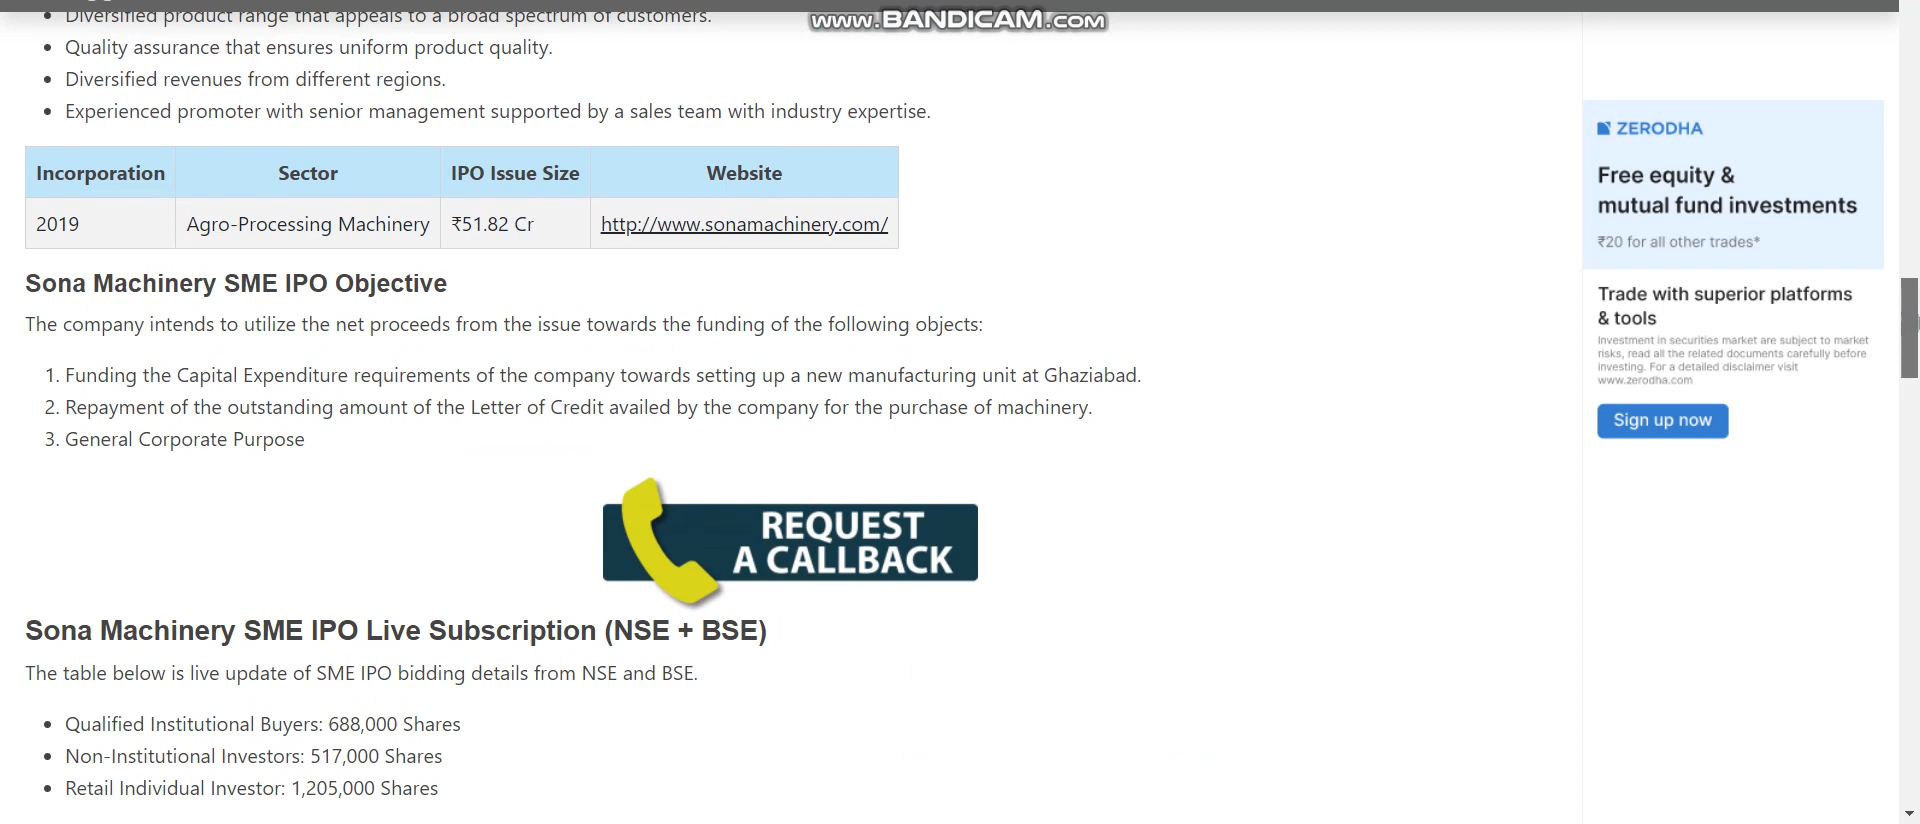 Diversified product range that appeals to a broad spectrum of customers.
www.BANDICAM.com
Quality assurance that ensures uniform product quality.
Diversified revenues from different regions.
Experienced promoter with senior management supported by a sales team with industry expertise.
Incorporation Sector IPO Issue Size Website
2019 Agro-Processing Machinery ₹51.82 Cr http://www.sonamachinery.com/
Sona Machinery SME IPO Objective
The company intends to utilize the net proceeds from the issue towards the funding of the following objects:
1. Funding the Capital Expenditure requirements of the company towards setting up a new manufacturing unit at Ghaziabad.
2. Repayment of the outstanding amount of the Letter of Credit availed by the company for the purchase of machinery.
3. General Corporate Purpose
REQUEST
A CALLBACK
Sona Machinery SME IPO Live Subscription (NSE + BSE)
The table below is live update of SME IPO bidding details from NSE and BSE.
Qualified Institutional Buyers: 688,000 Shares
Non-Institutional Investors: 517,000 Shares
Retail Individual Investor: 1,205,000 Shares
ZERODHA
Free equity &
mutual fund investments
₹20 for all other trades*
Trade with superior platforms
& tools
Investment in securities market are subject to market
risks, read all the related documents carefully before
investing. For a detailed disclaimer visit
www.zerodha.com
Sign up now